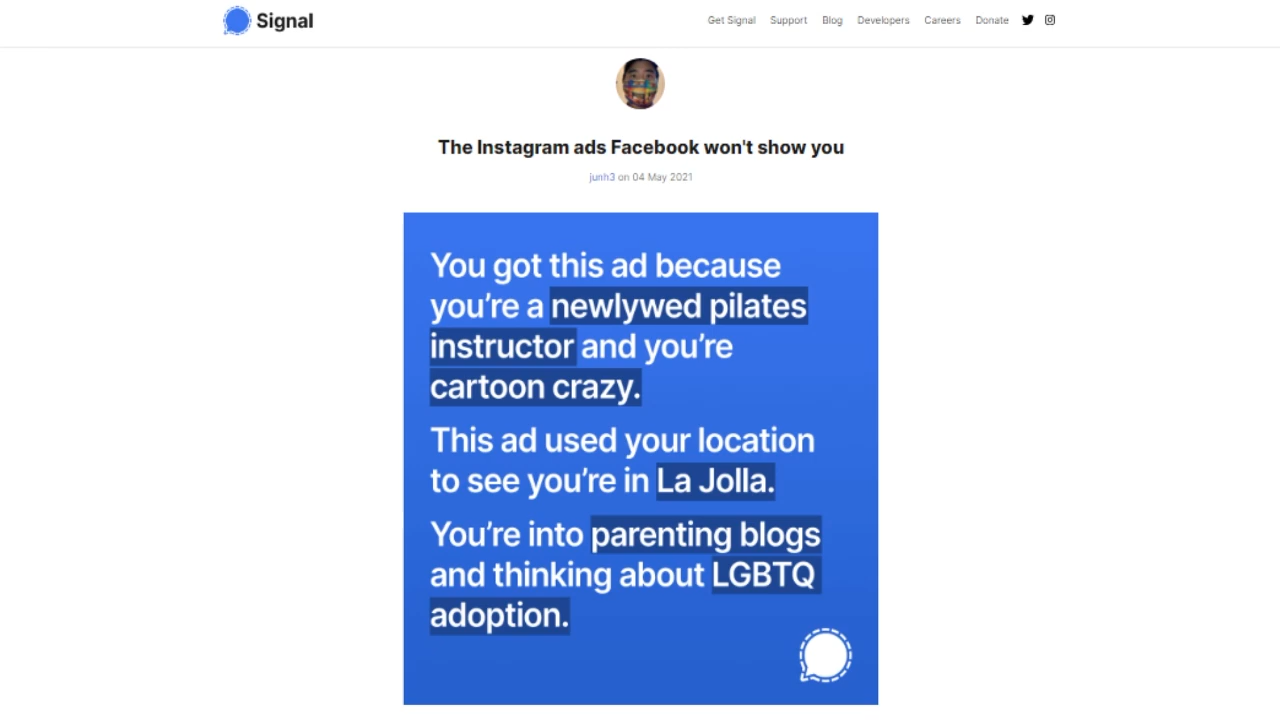 Signal
Get Signal Support Blog Developers Careers Donate
The Instagram ads Facebook won't show you
junh3 on 04 May 2021
You got this ad because
you’re a newlywed pilates
instructor and you’re
cartoon crazy.
This ad used your location
to see you’re in La Jolla.
You’re into parenting blogs
and thinking about LGBTQ
adoption.